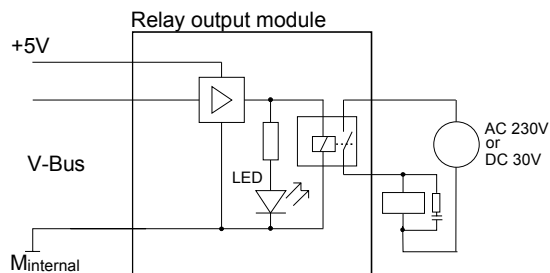 Relay output module
+5V
AC 230V
or
DC 30V
V-Bus
LED
Minternal